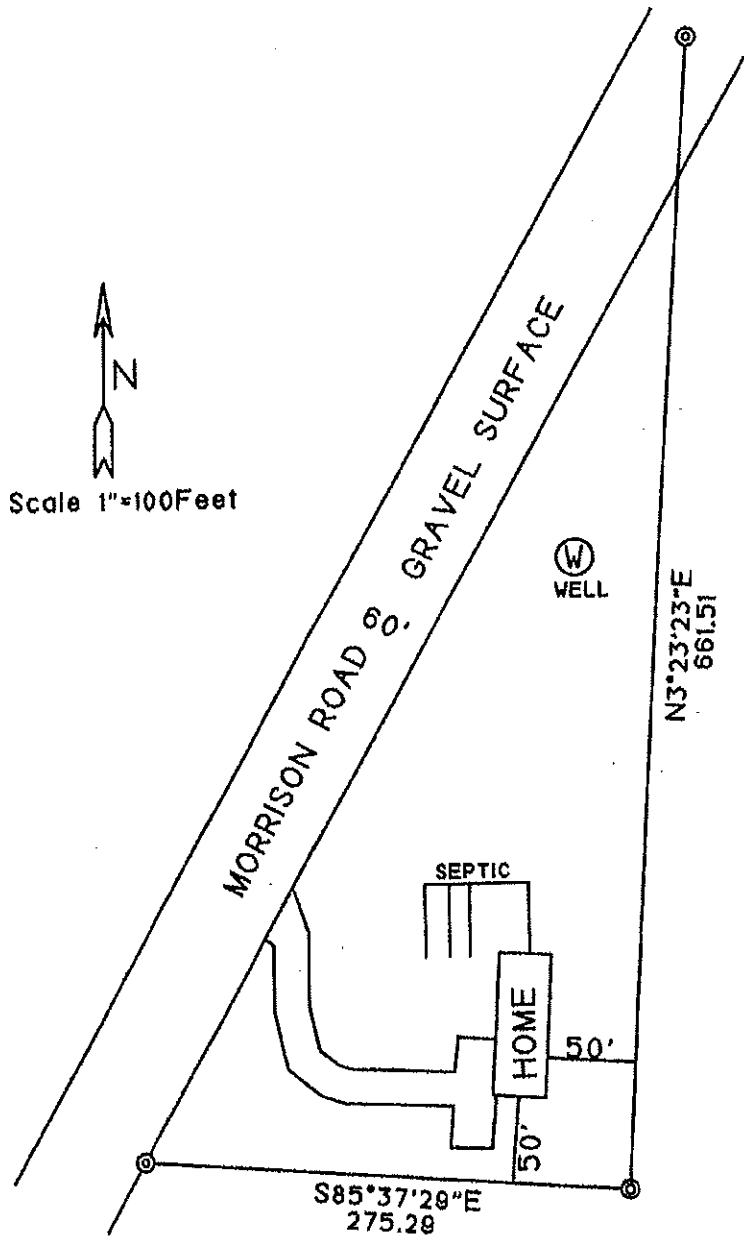 N
Scale 1"=100Feet
MORRISON ROAD 60' GRAVEL SURFACE
W
WELL
N3°23'23"E
661.51
SEPTIC
HOME
50'
50'
S85°37'29"E
275.29